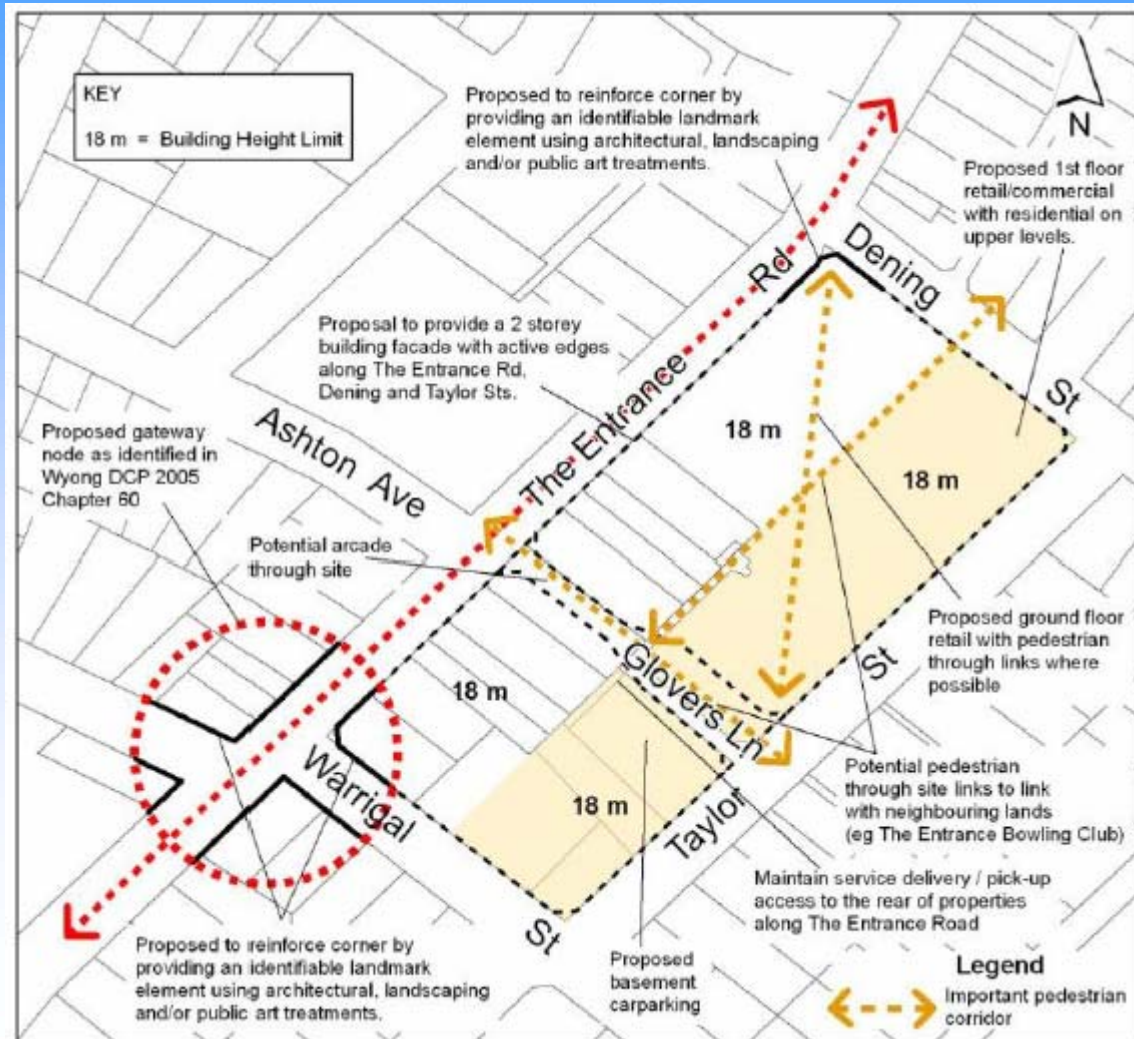 KEY
18 m = Building Height Limit
Proposed to reinforce corner by
providing an identifiable landmark
element using architectural, landscaping
and/or public art treatments.
N
Proposed 1st floor
retail/commercial
with residential on
upper levels.
Dening
St
Proposal to provide a 2 storey
building facade with active edges
along The Entrance Rd,
Dening and Taylor Sts.
The Entrance Rd
Ashton Ave
18 m
18 m
Proposed gateway
node as identified in
Wyong DCP 2005
Chapter 60
Potential arcade
through site
Proposed ground floor
retail with pedestrian
through links where
possible
Glovers Ln
18 m
18 m
Warrigal
St
Taylor
St
Potential pedestrian
through site links to link
with neighbouring lands
(eg The Entrance Bowling Club)
Maintain service delivery / pick-up
access to the rear of properties
along The Entrance Road
Proposed to reinforce corner by
providing an identifiable landmark
element using architectural, landscaping
and/or public art treatments.
Proposed
basement
carparking
Legend
Important pedestrian
corridor